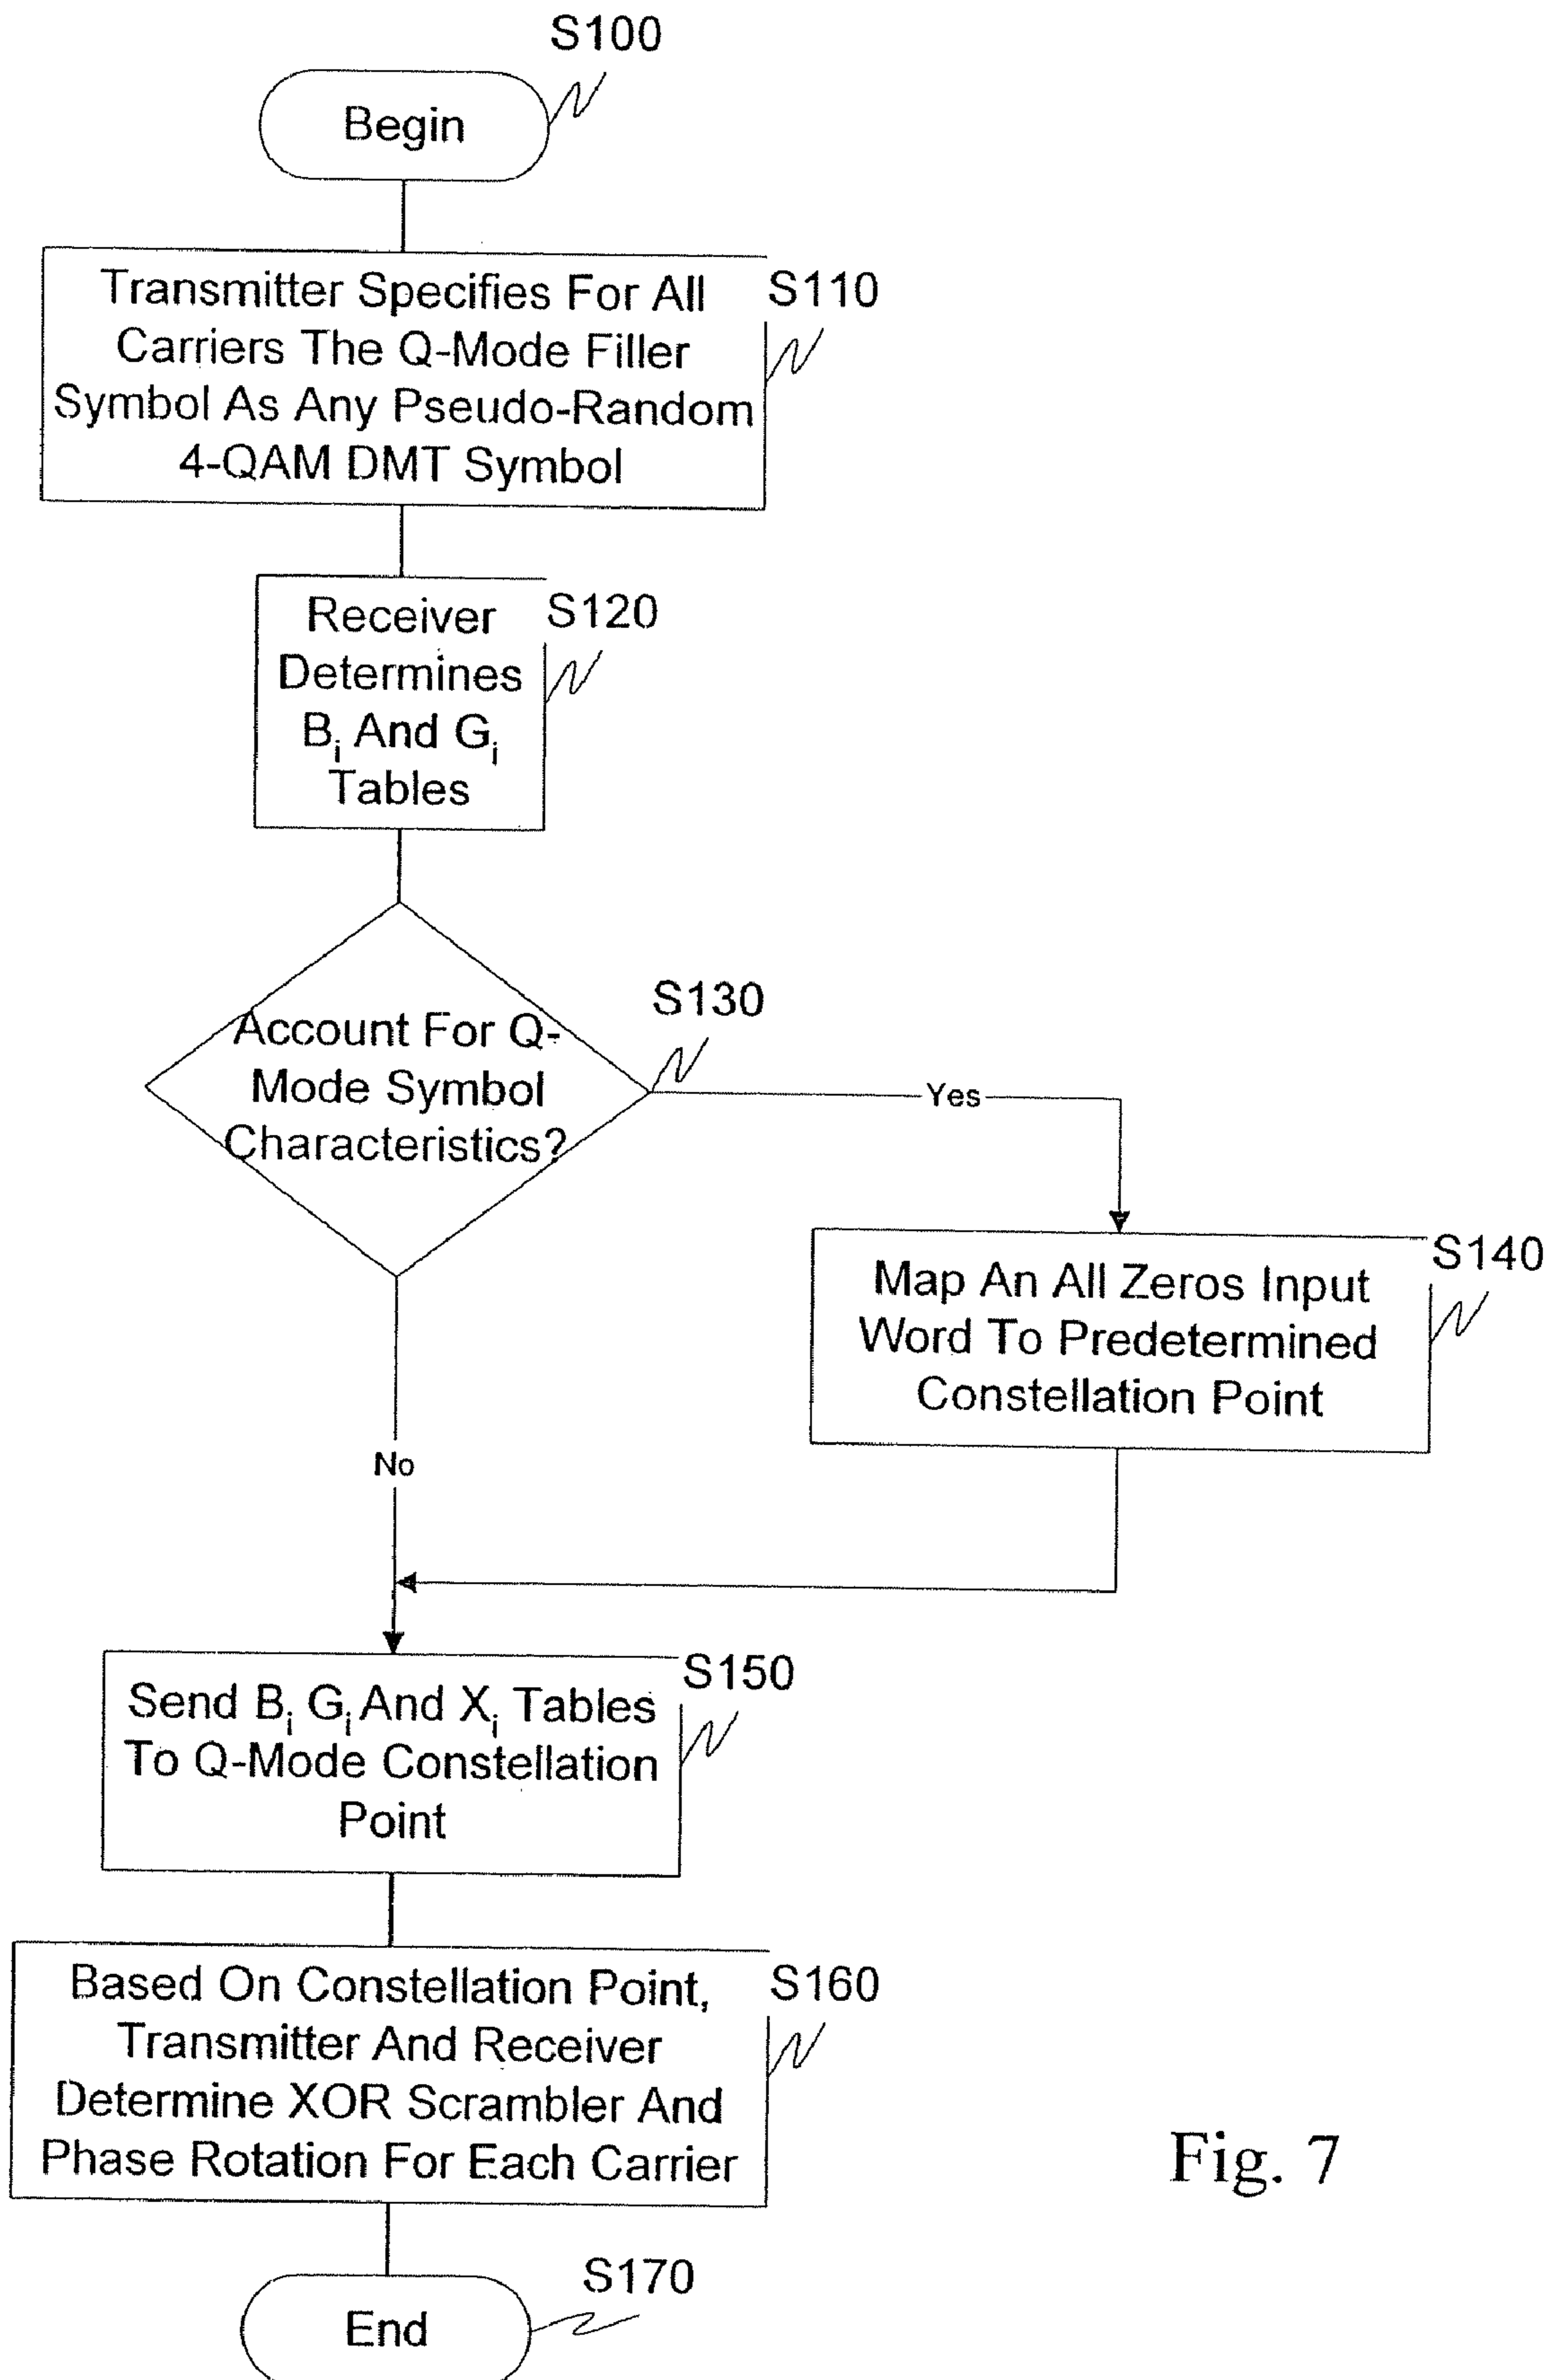 S100
Begin
Transmitter Specifies For All
Carriers The Q-Mode Filler
Symbol As Any Pseudo-Random
4-QAM DMT Symbol
S110
Receiver
Determines
Bi And Gi
Tables
S120
Account For Q-
Mode Symbol
Characteristics?
S130
Yes
Map An All Zeros Input
Word To Predetermined
Constellation Point
S140
No
Send Bi Gi And Xi Tables
To Q-Mode Constellation
Point
S150
Based On Constellation Point,
Transmitter And Receiver
Determine XOR Scrambler And
Phase Rotation For Each Carrier
S160
Fig. 7
S170
End